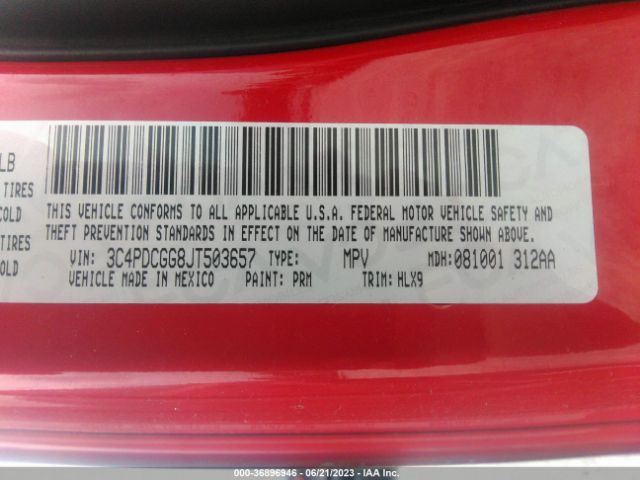 LB
TIRES
COLD
TIRES
COLD
THIS VEHICLE CONFORMS TO ALL APPLICABLE U.S.A. FEDERAL MOTOR VEHICLE SAFETY AND
THEFT PREVENTION STANDARDS IN EFFECT ON THE DATE OF MANUFACTURE SHOWN ABOVE.
VIN: 3C4PDCGG8JT503657 TYPE: MPV MDH:081001 312AA
VEHICLE MADE IN MEXICO PAINT: PRM TRIM: HLX9
000-36896946 - 06/21/2023 - IAA Inc.